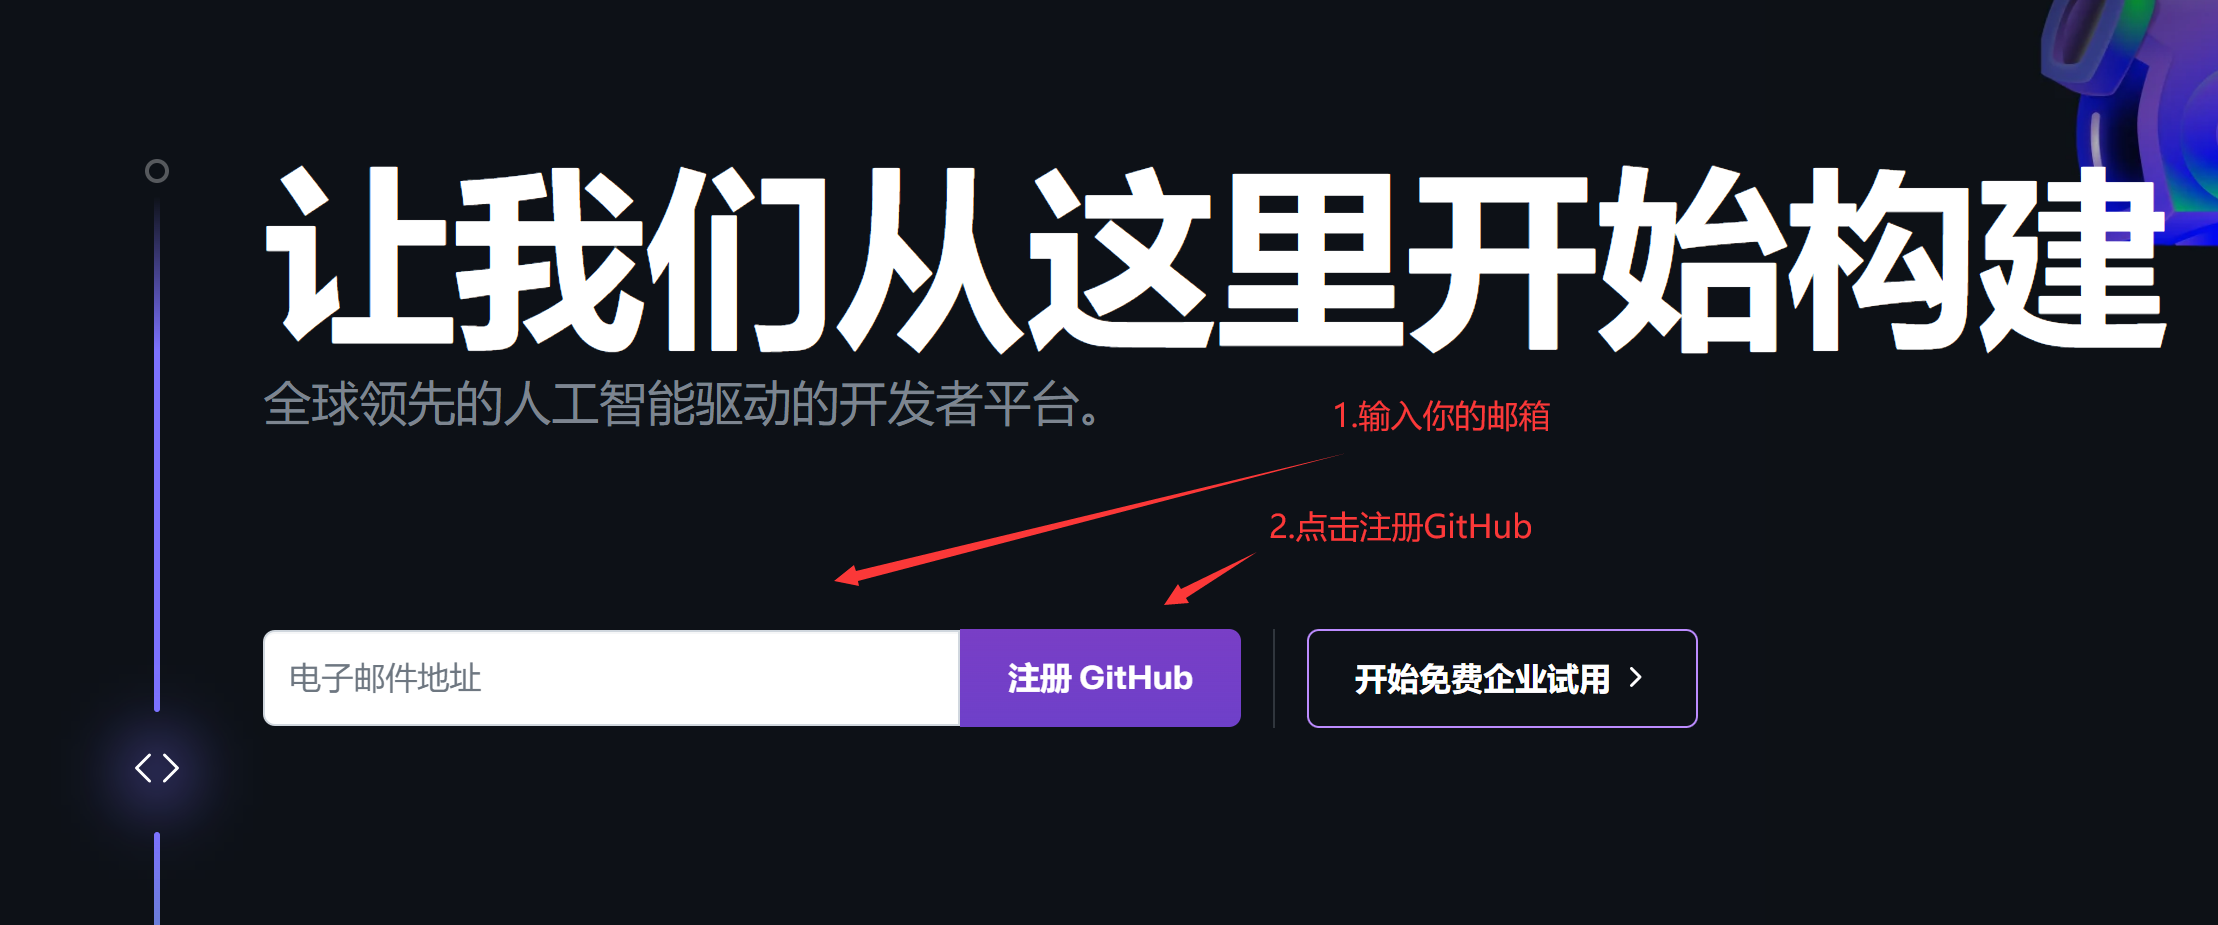 让我们从这里开始构建
全球领先的人工智能驱动的开发者平台。
1.输入你的邮箱
2.点击注册GitHub
电子邮件地址
注册 GitHub
开始免费企业试用